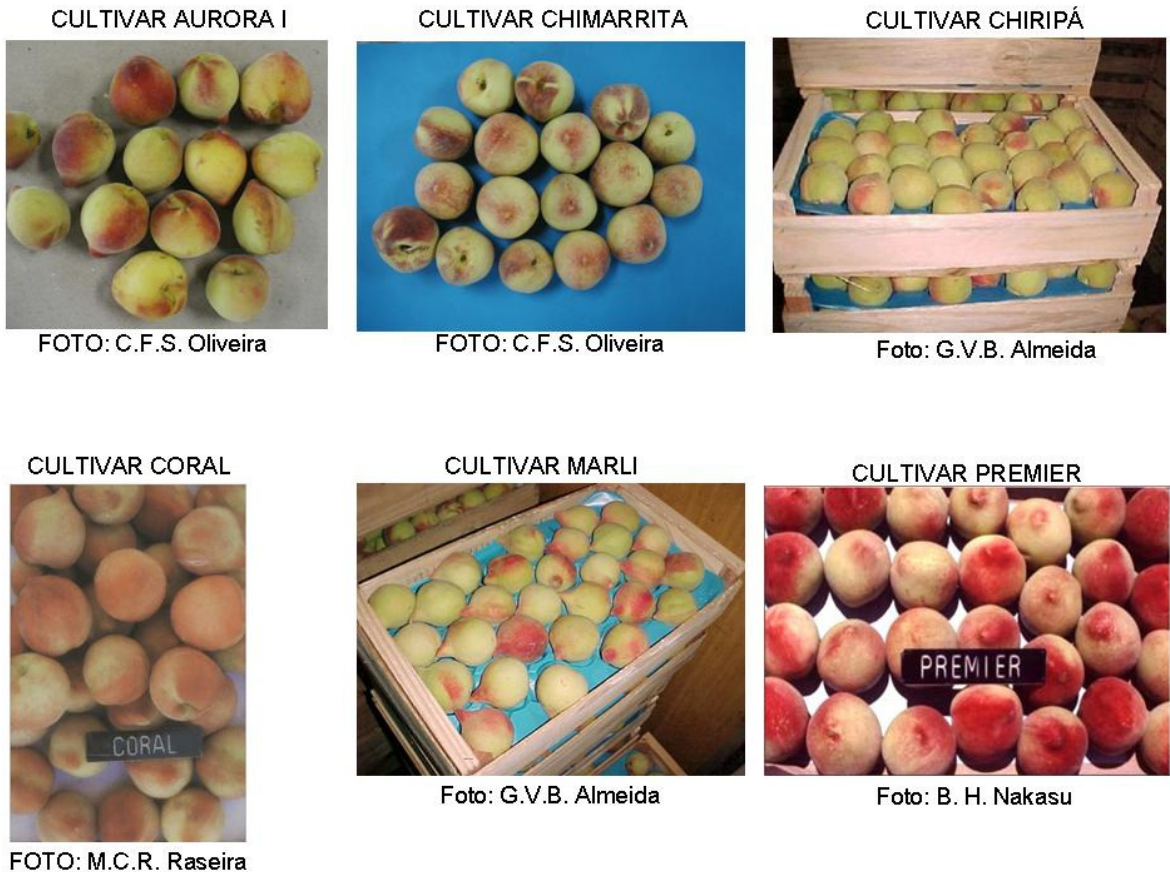 CULTIVAR AURORA I
CULTIVAR CHIMARRITA
CULTIVAR CHIRIPÁ
FOTO: C.F.S. Oliveira
FOTO: C.F.S. Oliveira
Foto: G.V.B. Almeida
CULTIVAR CORAL
CULTIVAR MARLI
CULTIVAR PREMIER
CORAL
PREMIER
FOTO: M.C.R. Raseira
Foto: G.V.B. Almeida
Foto: B. H. Nakasu